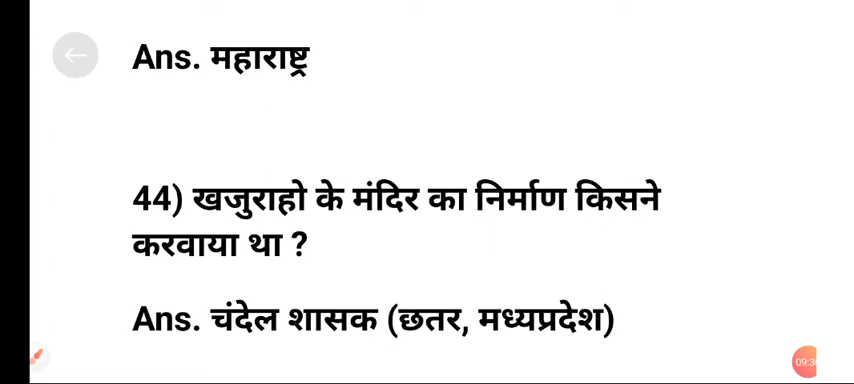 Ans. महाराष्ट्र
44) खजुराहो के मंदिर का निर्माण किसने
करवाया था ?
Ans. चंदेल शासक (छतर, मध्यप्रदेश)